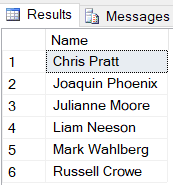 Results Messages
Name
1 Chris Pratt
2 Joaquin Phoenix
3 Julianne Moore
4 Liam Neeson
5 Mark Wahlberg
6 Russell Crowe